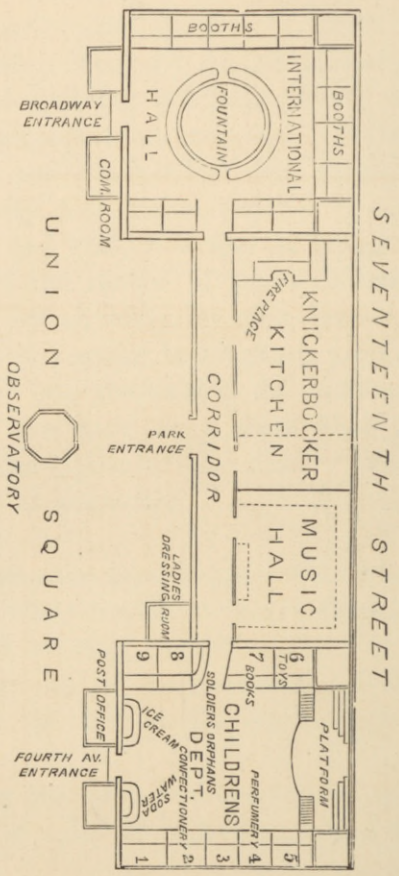 SEVENTEENTH STREET
BOOTHS
BOOTHS
INTERNATIONAL
HALL
FOUNTAIN
BROADWAY
ENTRANCE
COM. ROOM
KNICKERBOCKER
KITCHEN
FIRE PLACE
CORRIDOR
PARK
ENTRANCE
UNION SQUARE
OBSERVATORY
MUSIC
HALL
LADIES
DRESSING ROOM
9
8
7
6
TOYS
BOOKS
PLATFORM
CHILDRENS
DEPT.
SOLDIERS ORPHANS
CONFECTIONERY
PERFUMERY
ICE
CREAM
SODA
WATER
POST OFFICE
FOURTH AV.
ENTRANCE
1
2
3
4
5